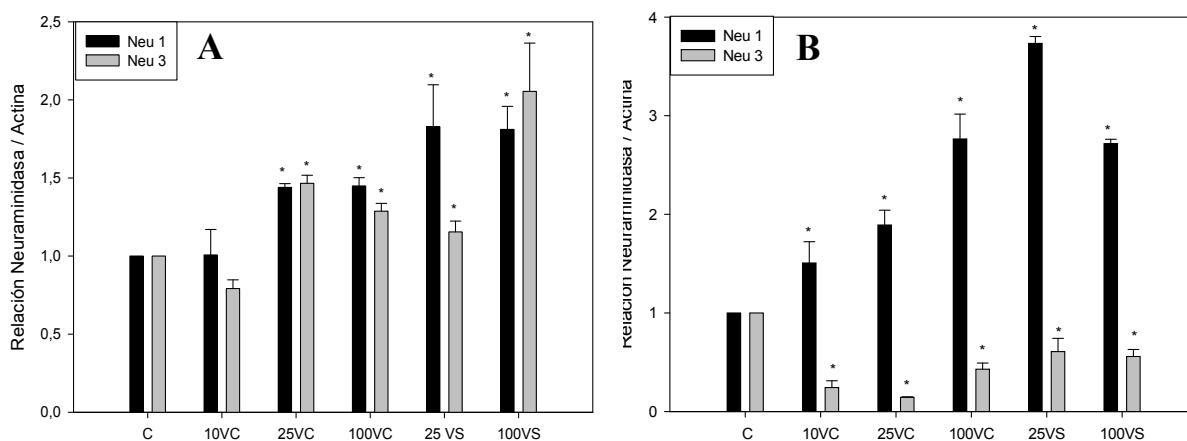 Relación Neuraminidasa / Actina
2,5
2,0
1,5
1,0
0,5
0,0
Neu 1
Neu 3
A
* * * * * * * *
C 10VC 25VC 100VC 25 VS 100VS
Relación Neuraminidasa / Actina
4
3
2
1
0
Neu 1
Neu 3
B
* * * * * * * * * *
C 10VC 25VC 100VC 25VS 100VS